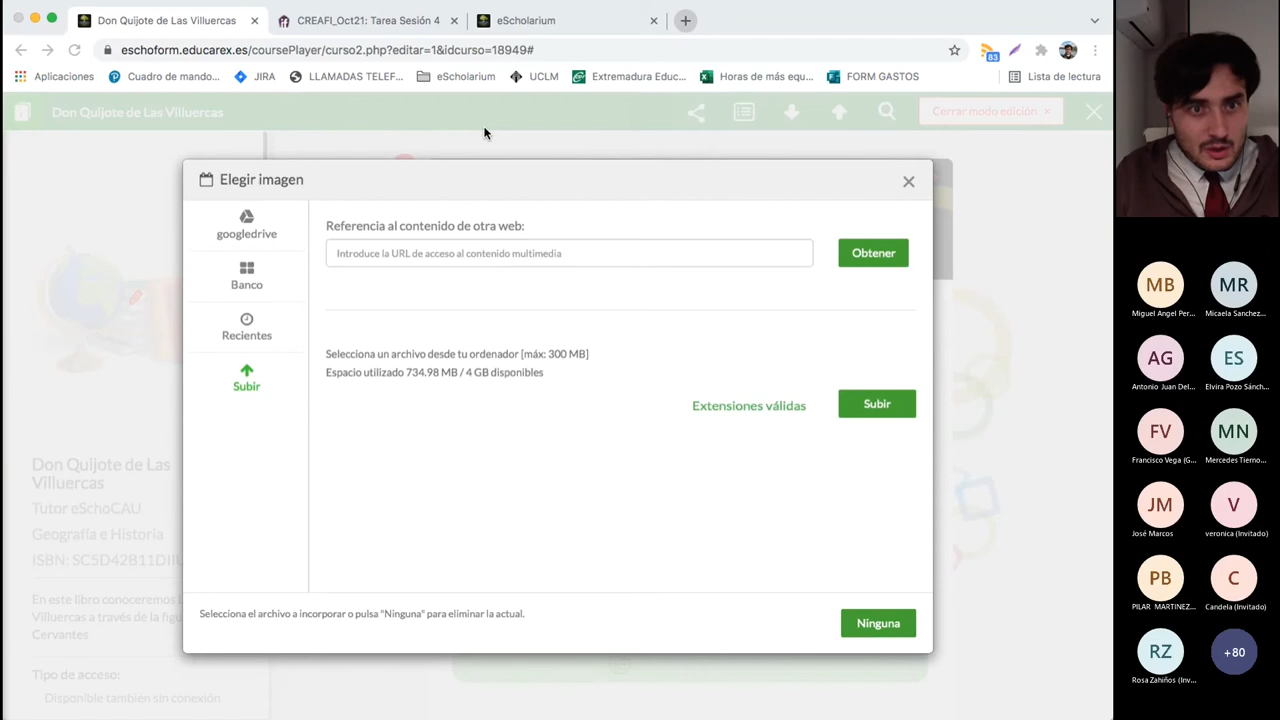 Don Quijote de Las Villuercas
CREAFI_Oct21: Tarea Sesión 4
eScholarium
eschoform.educarex.es/coursePlayer/curso2.php?editar=1&idcurso=18949#
83
Aplicaciones
Cuadro de mando...
JIRA
LLAMADAS TELEF...
eScholarium
UCLM
Extremadura Educ...
Horas de más equ...
FORM GASTOS
Lista de lectura
Don Quijote de Las Villuercas
Cerrar modo edición ×
Elegir imagen
googledrive
Banco
Recientes
Subir
Referencia al contenido de otra web:
Introduce la URL de acceso al contenido multimedia
Obtener
Selecciona un archivo desde tu ordenador [máx: 300 MB]
Espacio utilizado 734.98 MB / 4 GB disponibles
Extensiones válidas
Subir
Selecciona el archivo a incorporar o pulsa "Ninguna" para eliminar la actual.
Ninguna
Don Quijote de Las
Villuercas
Tutor eSchoCAU
Geografía e Historia
ISBN:
En este libro conoceremos
Villuercas a través de la
Cervantes
Tipo de acceso:
Disponible también sin conexión
MB
Miguel Angel Per...
MR
Micaela Sanchez...
AG
Antonio Juan Del...
ES
Elvira Pozo Sánch...
FV
Francisco Vega (G...
MN
Mercedes Tierno...
JM
José Marcos
V
veronica (Invitado)
PB
PILAR MARTINEZ...
C
Candela (Invitado)
RZ
Rosa Zahiños (Inv...
+80